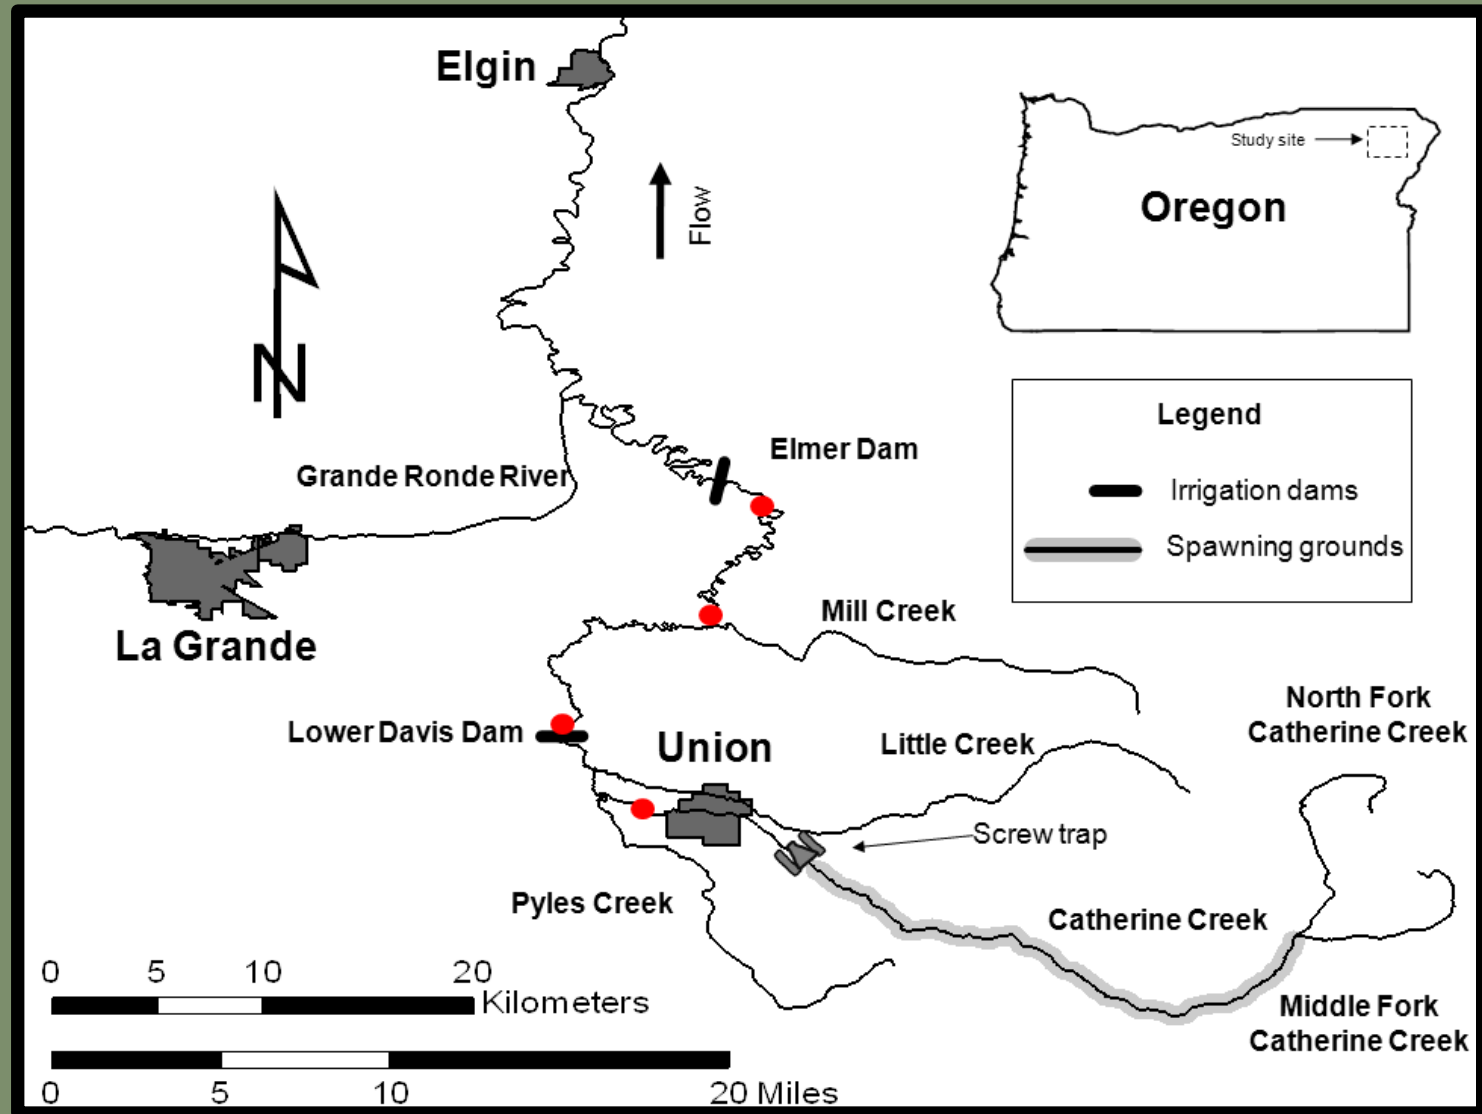 Elgin
Study site
Oregon
Flow
N
Legend
Irrigation dams
Spawning grounds
Elmer Dam
Grande Ronde River
La Grande
Mill Creek
North Fork
Catherine Creek
Lower Davis Dam
Union
Little Creek
Screw trap
Pyles Creek
Catherine Creek
Middle Fork
Catherine Creek
0 5 10 20
Kilometers
0 5 10 20 Miles